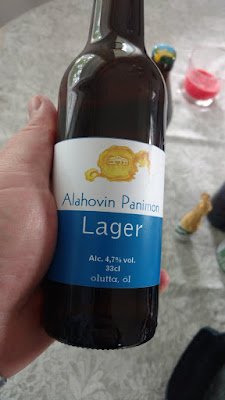 Alahovin Panimon
Lager
Alc. 4,7% vol.
33cl
olutta, öl